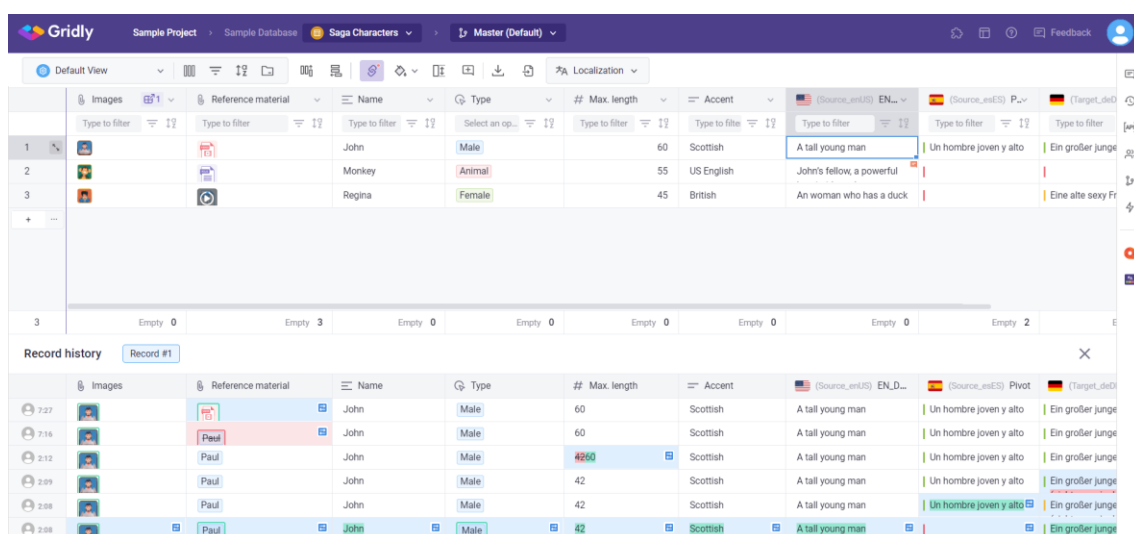 Gridly Sample Project > Sample Database Saga Characters > Master (Default) Feedback
Default View Localization
Images 1 Reference material Name Type # Max. length Accent (Source_enUS) EN... (Source_esES) P... (Target_deD
Type to filter Type to filter Type to filter Select an op... Type to filter Type to filte Type to filter Type to filter Type to filter
1 John Male 60 Scottish A tall young man Un hombre joven y alto Ein großer junge
2 Monkey Animal 55 US English John's fellow, a powerful
3 Regina Female 45 British An woman who has a duck Eine alte sexy Fr
+ ...
3 Empty 0 Empty 3 Empty 0 Empty 0 Empty 0 Empty 0 Empty 0 Empty 2 E
Record history Record #1
Images Reference material Name Type # Max. length Accent (Source_enUS) EN_D... (Source_esES) Pivot (Target_deD
7:27 John Male 60 Scottish A tall young man Un hombre joven y alto Ein großer junge
7:16 Paul John Male 60 Scottish A tall young man Un hombre joven y alto Ein großer junge
2:12 Paul John Male 4260 Scottish A tall young man Un hombre joven y alto Ein großer junge
2:09 Paul John Male 42 Scottish A tall young man Un hombre joven y alto Ein großer junge
2:08 Paul John Male 42 Scottish A tall young man Un hombre joven y alto Ein großer junge
2:08 Paul John Male 42 Scottish A tall young man Ein großer junge